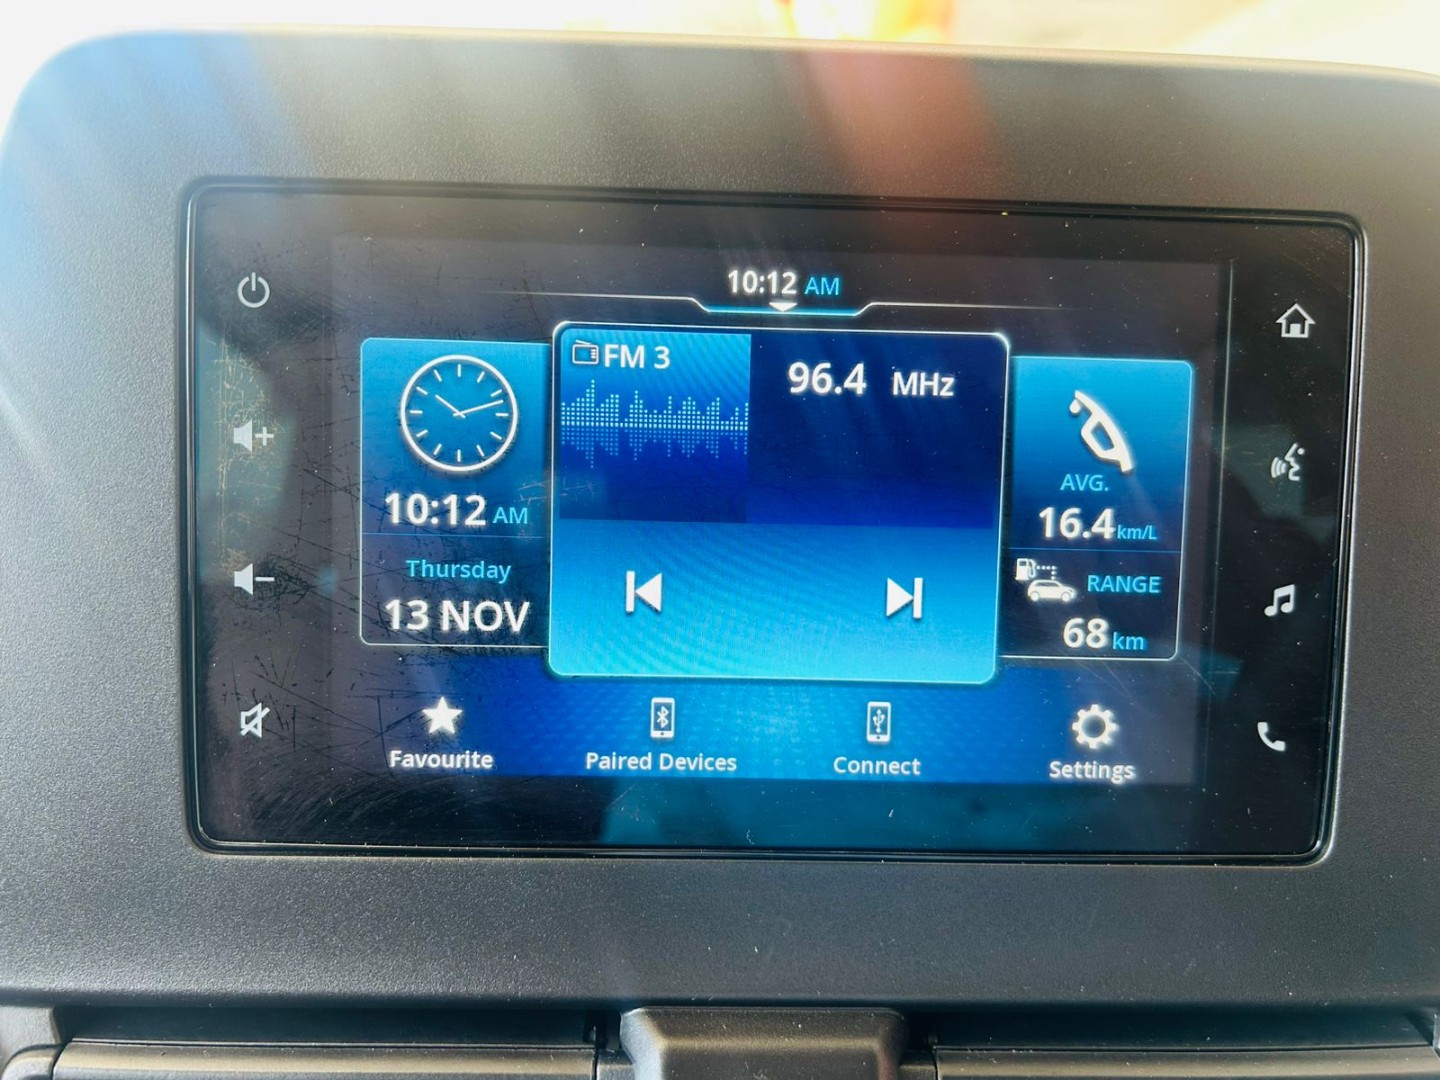 10:12 AM
FM 3
96.4 MHz
10:12 AM
Thursday
13 NOV
AVG.
16.4 km/L
RANGE
68 km
Favourite
Paired Devices
Connect
Settings